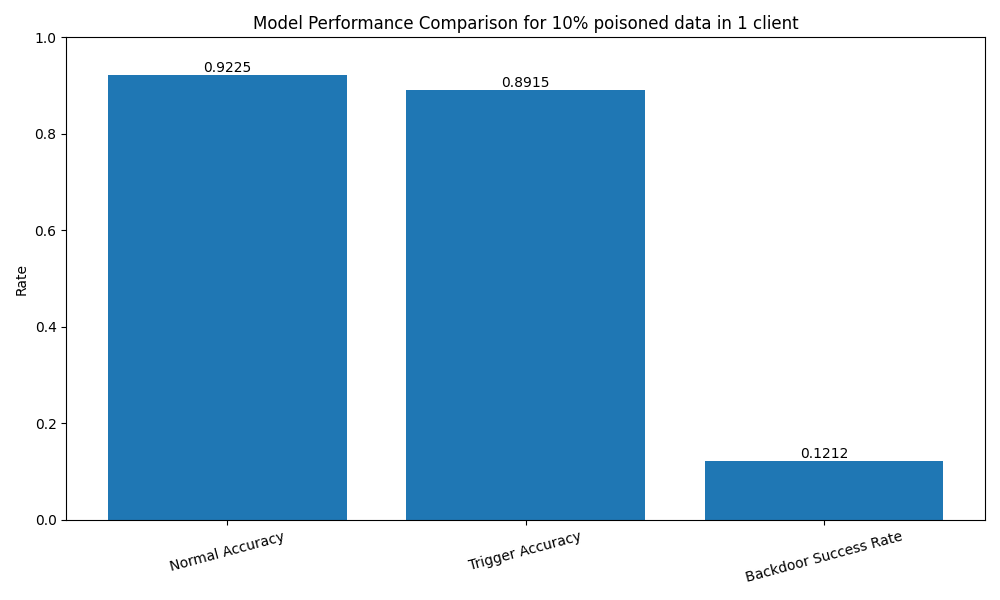 Model Performance Comparison for 10% poisoned data in 1 client
1.0
0.8
0.6
0.4
0.2
0.0
Rate
0.9225
0.8915
0.1212
Normal Accuracy
Trigger Accuracy
Backdoor Success Rate